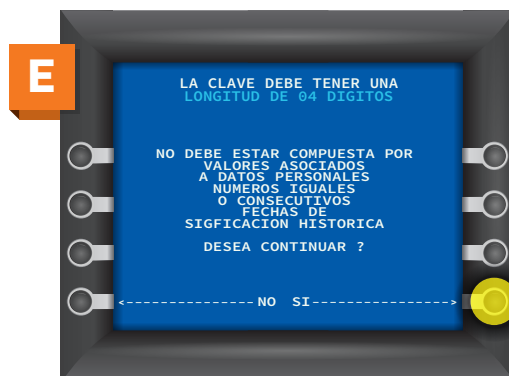 E
LA CLAVE DEBE TENER UNA
LONGITUD DE 04 DIGITOS
NO DEBE ESTAR COMPUESTA POR
VALORES ASOCIADOS
A DATOS PERSONALES
NUMEROS IGUALES
O CONSECUTIVOS
FECHAS DE
SIGFICACION HISTORICA
DESEA CONTINUAR ?
<---------------NO SI---------------->